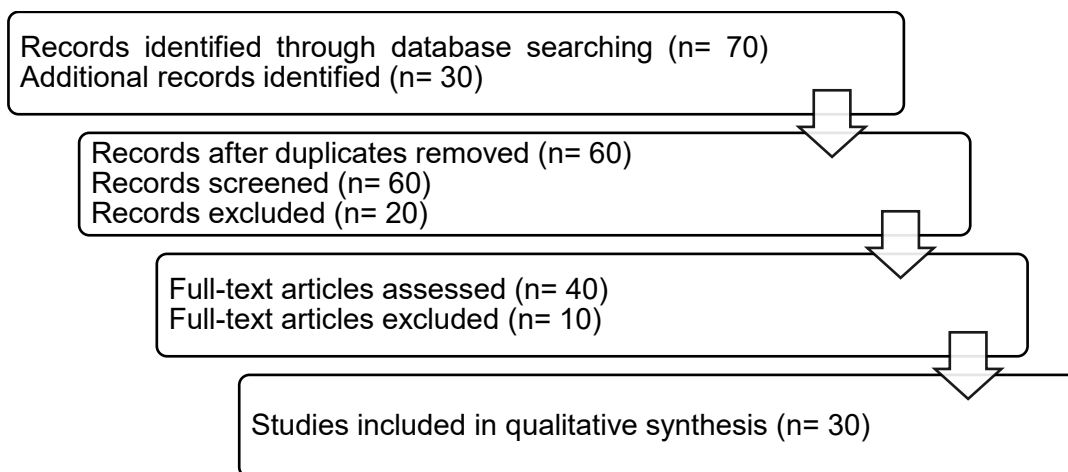 Records identified through database searching (n= 70)
Additional records identified (n= 30)
Records after duplicates removed (n= 60)
Records screened (n= 60)
Records excluded (n= 20)
Full-text articles assessed (n= 40)
Full-text articles excluded (n= 10)
Studies included in qualitative synthesis (n= 30)